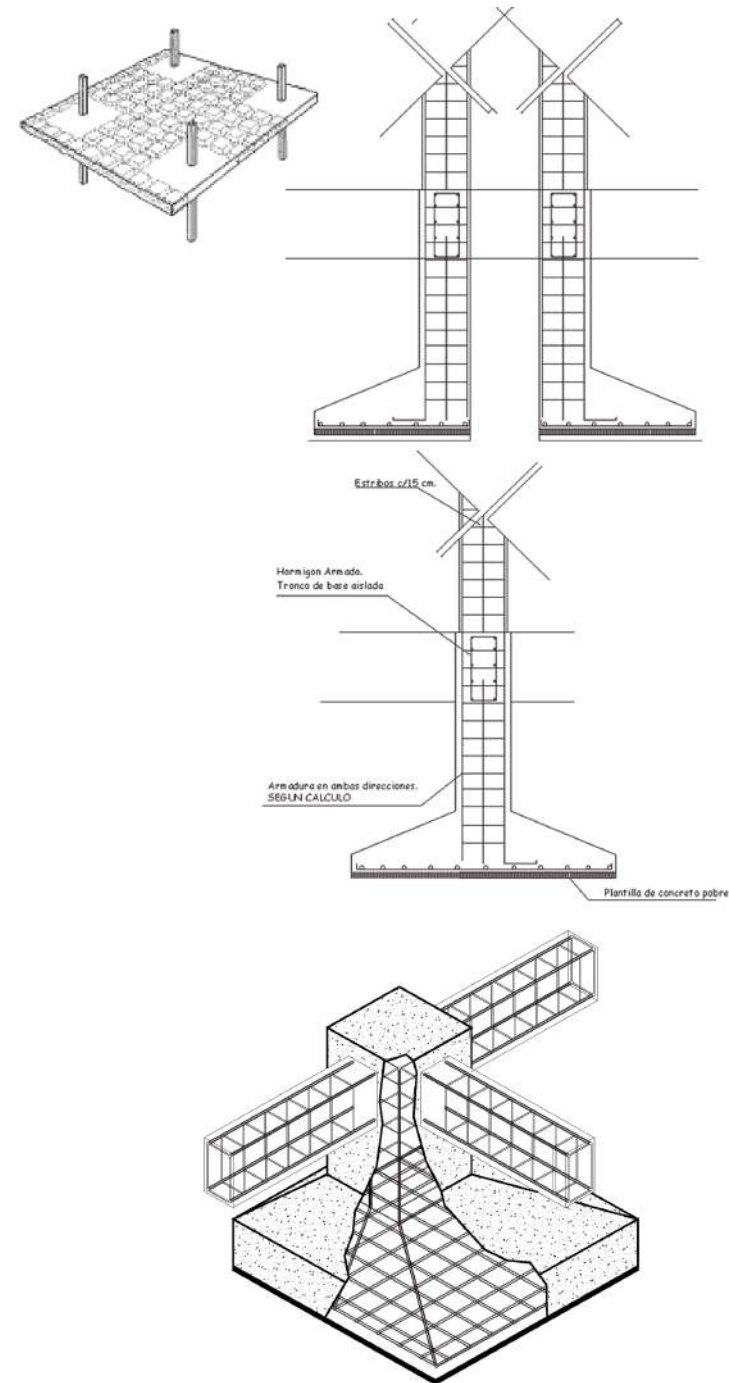 Estribos c/15 cm.
Hormigon Armado.
Tronco de base aislada
Armadura en ambas direcciones.
SEGUN CALCULO
Plantilla de concreto pobre